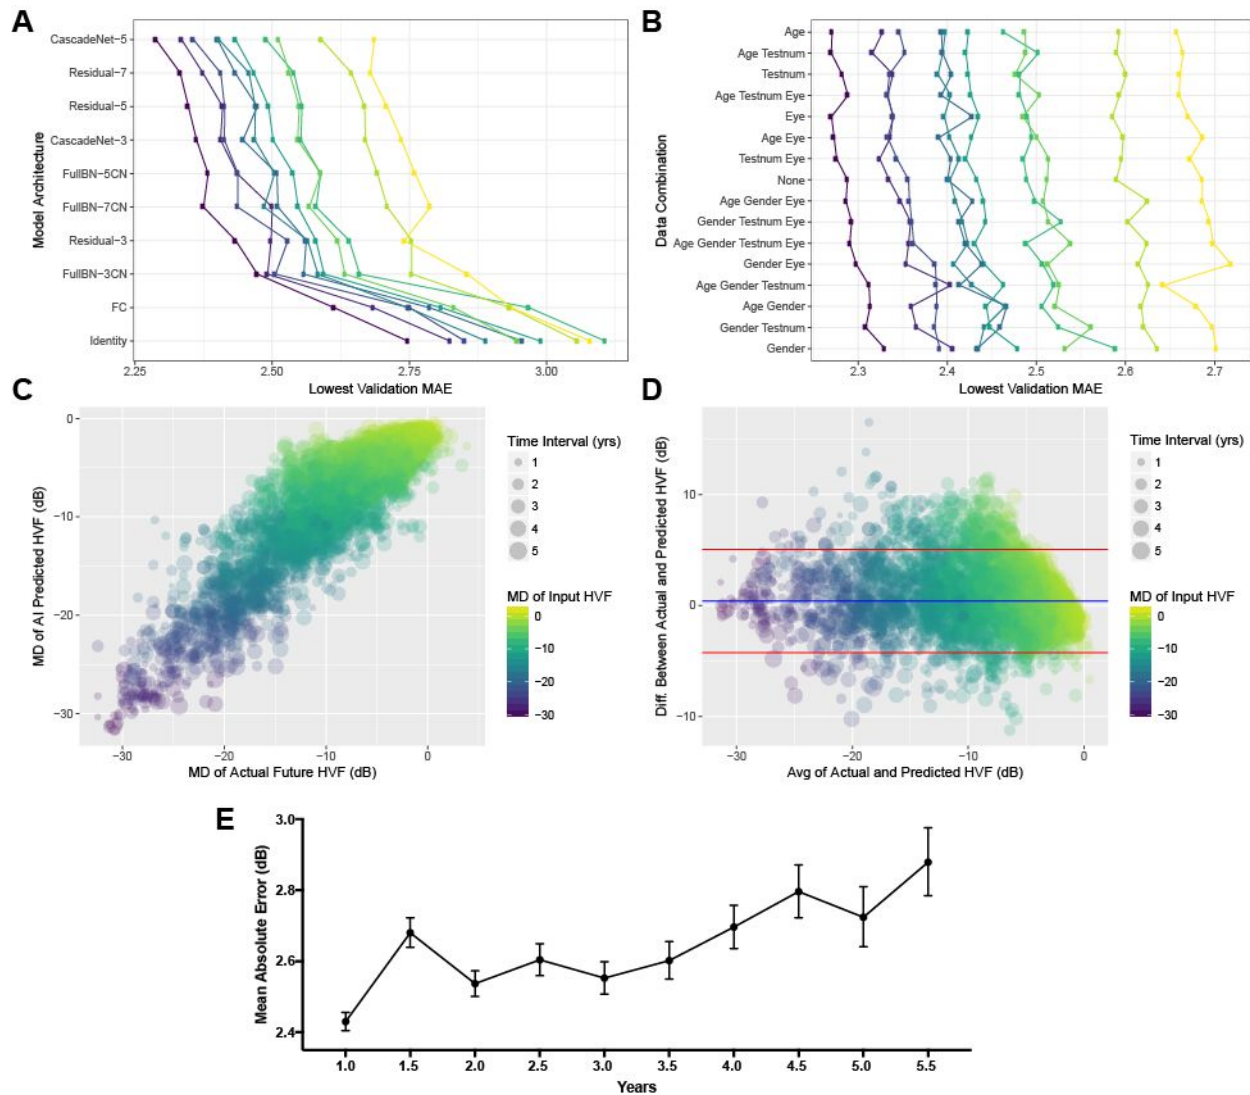 A
CascadeNet-5
Residual-7
Residual-5
CascadeNet-3
FullBN-5CN
FullBN-7CN
Residual-3
FullBN-3CN
FC
Identity
Model Architecture
2.25 2.50 2.75 3.00
Lowest Validation MAE
B
Age
Age Testnum
Testnum
Age Testnum Eye
Eye
Age Eye
Testnum Eye
None
Age Gender Eye
Gender Testnum Eye
Age Gender Testnum Eye
Gender Eye
Age Gender Testnum
Age Gender
Gender Testnum
Gender
Data Combination
2.3 2.4 2.5 2.6 2.7
Lowest Validation MAE
C
MD of AI Predicted HVF (dB)
0
−10
−20
−30
−30 −20 −10 0
MD of Actual Future HVF (dB)
Time Interval (yrs)
1
2
3
4
5
MD of Input HVF
0
−10
−20
−30
D
Diff. Between Actual and Predicted HVF (dB)
10
0
−10
−30 −20 −10 0
Avg of Actual and Predicted HVF (dB)
Time Interval (yrs)
1
2
3
4
5
MD of Input HVF
0
−10
−20
−30
E
Mean Absolute Error (dB)
3.0
2.8
2.6
2.4
1.0 1.5 2.0 2.5 3.0 3.5 4.0 4.5 5.0 5.5
Years